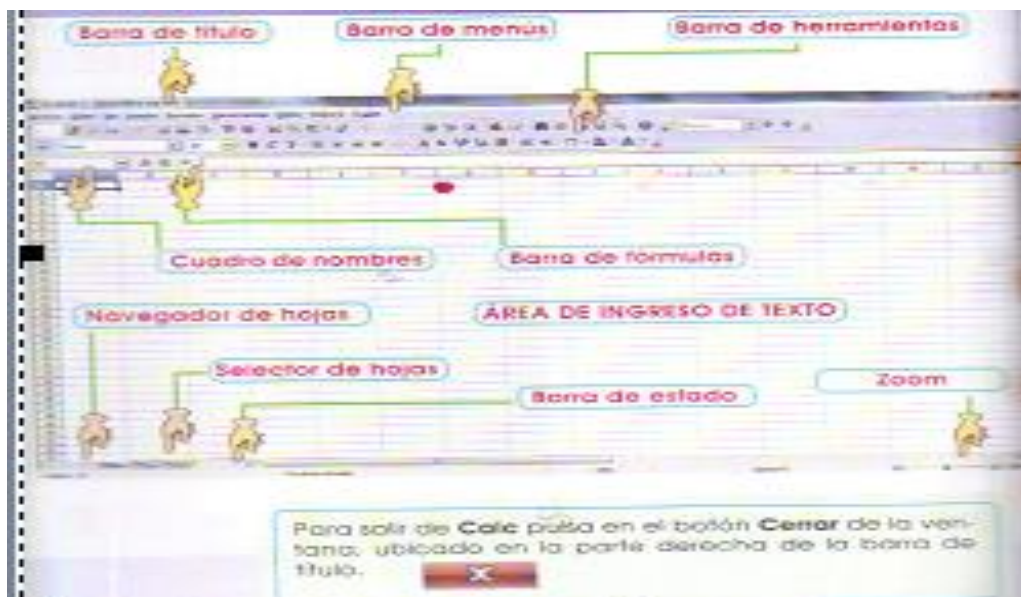 Barra de título
Barra de menús
Barra de herramientas
Cuadro de nombres
Barra de fórmulas
Navegador de hojas
ÁREA DE INGRESO DE TEXTO
Selector de hojas
Barra de estado
Zoom
Para salir de Calc pulsa en el botón Cerrar de la ven-
tana, ubicado en la parte derecha de la barra de
título.
X